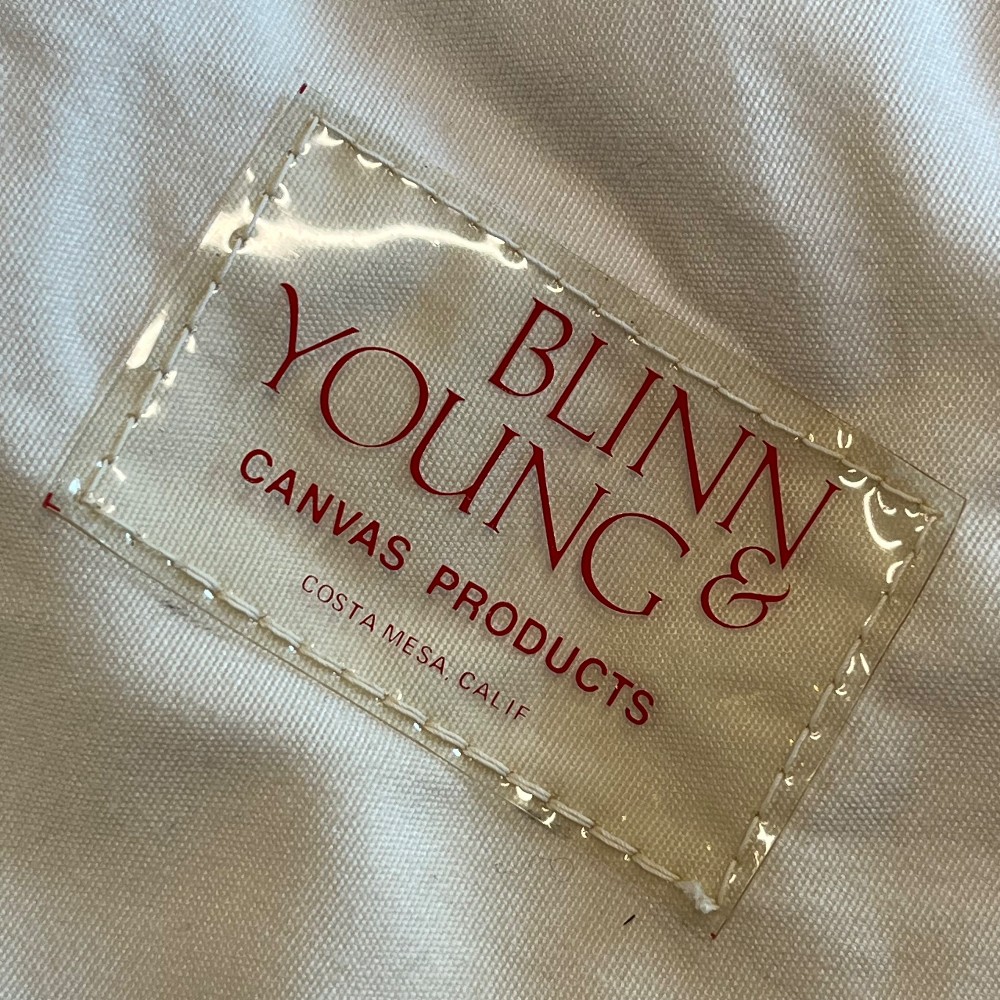 BLINN &
YOUNG
CANVAS PRODUCTS
COSTA MESA, CALIF